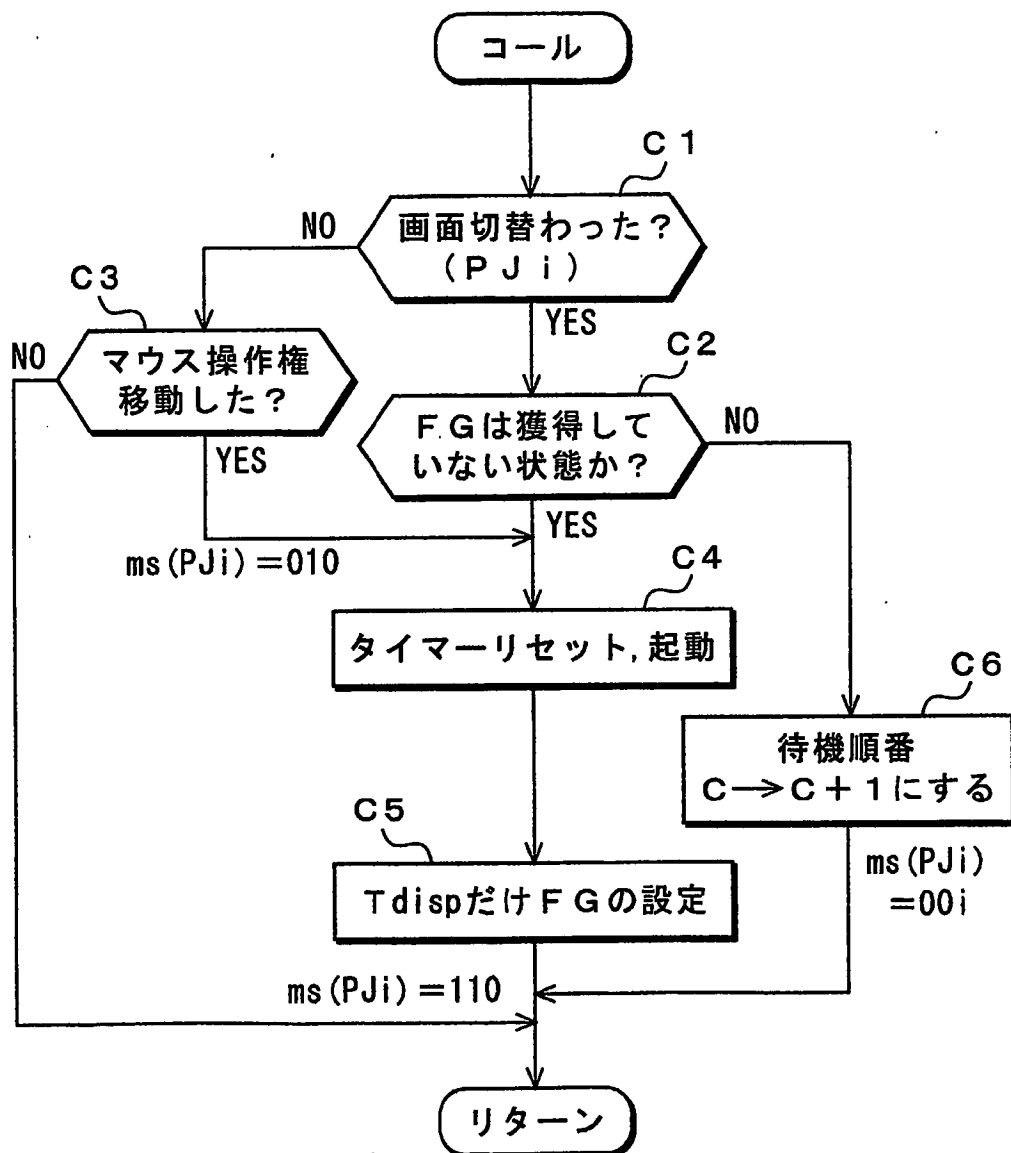 コール
C1
画面切替わった?
(PJi)
NO
YES
C3
マウス操作権
移動した?
NO
YES
C2
FGは獲得して
いない状態か?
NO
YES
ms(PJi)=010
C4
タイマーリセット,起動
C6
待機順番
C→C+1にする
C5
TdispだけFGの設定
ms(PJi)
=00i
ms(PJi)=110
リターン